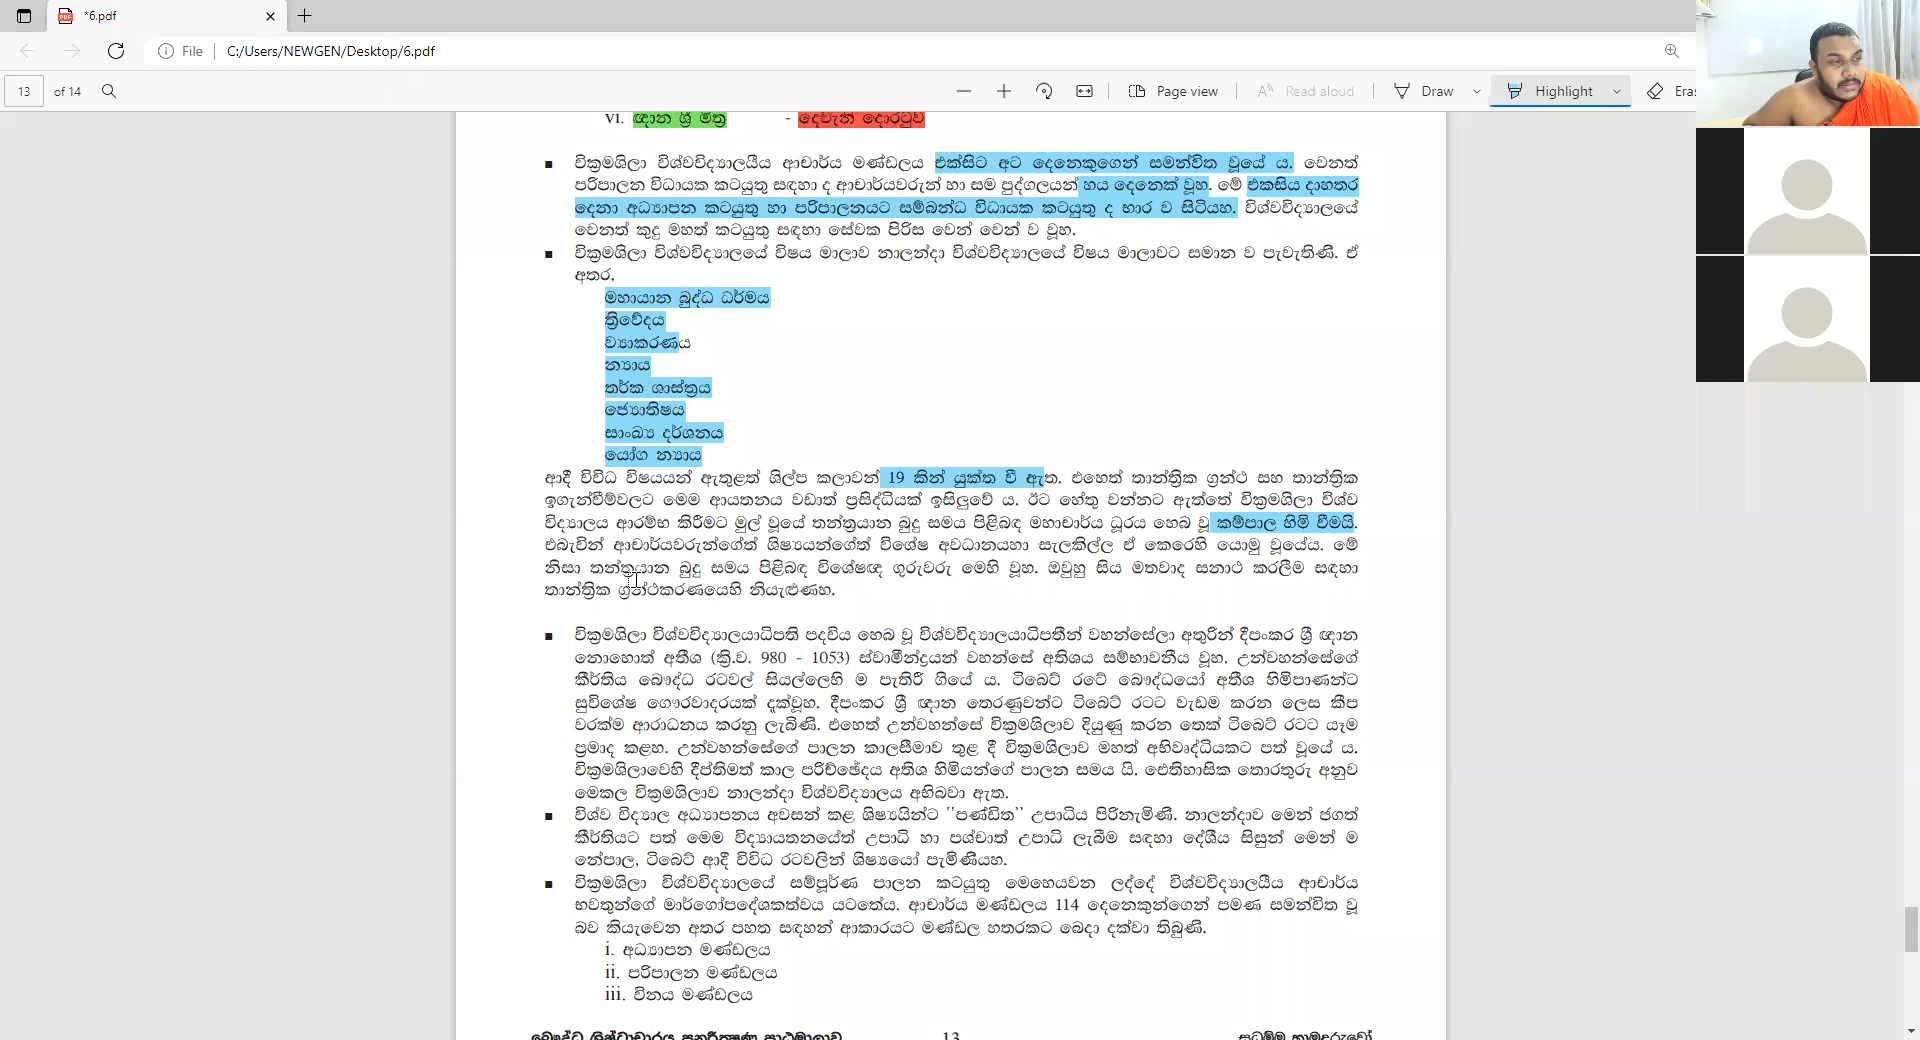 *6.pdf
File C:/Users/NEWGEN/Desktop/6.pdf
13 of 14 Page view Read aloud Draw Highlight Eras
VI. ඥාන ශ්‍රී මිත්‍ර - දෙවැනි දොරටුව
වික්‍රමශිලා විශ්වවිද්‍යාලයීය ආචාර්ය මණ්ඩලය එක්සිට අට දෙනෙකුගෙන් සමන්විත වූයේ ය. වෙනත්
පරිපාලන විධායක කටයුතු සඳහා ද ආචාර්යවරුන් හා සම පුද්ගලයන් හය දෙනෙක් වූහ. මේ එකසිය දාහතර
දෙනා අධ්‍යාපන කටයුතු හා පරිපාලනයට සම්බන්ධ විධායක කටයුතු ද භාර ව සිටියහ. විශ්වවිද්‍යාලයේ
වෙනත් කුදු මහත් කටයුතු සඳහා සේවක පිරිස වෙන් වෙන් ව වූහ.
වික්‍රමශිලා විශ්වවිද්‍යාලයේ විෂය මාලාව නාලන්දා විශ්වවිද්‍යාලයේ විෂය මාලාවට සමාන ව පැවැතිණී. ඒ
අතර,
මහායාන බුද්ධ ධර්මය
ත්‍රිවේදය
ව්‍යාකරණය
න්‍යාය
තර්ක ශාස්ත්‍රය
ජ්‍යොතිෂය
සාංඛ්‍ය දර්ශනය
යෝග න්‍යාය
ආදී විවිධ විෂයයන් ඇතුළත් ශිල්ප කලාවන් 19 කින් යුක්ත වී ඇත. එහෙත් තාන්ත්‍රික ග්‍රන්ථ සහ තාන්ත්‍රික
ඉගැන්වීම්වලට මෙම ආයතනය වඩාත් ප්‍රසිද්ධියක් ඉසිලුවේ ය. ඊට හේතු වන්නට ඇත්තේ වික්‍රමශිලා විශ්ව
විද්‍යාලය ආරම්භ කිරීමට මුල් වූයේ තන්ත්‍රයාන බුදු සමය පිළිබඳ මහාචාර්ය ධූරය හෙබ වූ කම්පාල හිමි වීමයි.
එබැවින් ආචාර්යවරුන්ගේත් ශිෂ්‍යයන්ගේත් විශේෂ අවධානයහා සැලකිල්ල ඒ කෙරෙහි යොමු වූයේය. මේ
නිසා තන්ත්‍රයාන බුදු සමය පිළිබඳ විශේෂඥ ගුරුවරු මෙහි වූහ. ඔවුහු සිය මතවාද සනාථ කරලීම සඳහා
තාන්ත්‍රික ග්‍රන්ථකරණයෙහි නියැළුණහ.
වික්‍රමශිලා විශ්වවිද්‍යාලයාධිපති පදවිය හෙබ වූ විශ්වවිද්‍යාලයාධිපතීන් වහන්සේලා අතුරින් දීපංකර ශ්‍රී ඥාන
නොහොත් අතීශ (ක්‍රි.ව. 980 - 1053) ස්වාමීන්ද්‍රයන් වහන්සේ අතිශය සම්භාවනීය වූහ. උන්වහන්සේගේ
කීර්තිය බෞද්ධ රටවල් සියල්ලෙහි ම පැතිරී ගියේ ය. ටිබෙට් රටේ බෞද්ධයෝ අතීශ හිමිපාණන්ට
සුවිශේෂ ගෞරවාදරයක් දැක්වූහ. දීපංකර ශ්‍රී ඥාන තෙරණුවන්ට ටිබෙට් රටට වැඩම කරන ලෙස කීප
වරක්ම ආරාධනය කරනු ලැබිණි. එහෙත් උන්වහන්සේ වික්‍රමශිලාව දියුණු කරන තෙක් ටිබෙට් රටට යෑම
ප්‍රමාද කළහ. උන්වහන්සේගේ පාලන කාලසීමාව තුළ දී වික්‍රමශිලාව මහත් අභිවෘද්ධියකට පත් වූයේ ය.
වික්‍රමශිලාවෙහි දීප්තිමත් කාල පරිච්ඡේදය අතිශ හිමියන්ගේ පාලන සමය යි. ඓතිහාසික තොරතුරු අනුව
මෙකල වික්‍රමශිලාව නාලන්දා විශ්වවිද්‍යාලය අභිබවා ඇත.
විශ්ව විද්‍යාල අධ්‍යාපනය අවසන් කළ ශිෂ්‍යයින්ට ‘‘පණ්ඩිත’’ උපාධිය පිරිනැමිණි. නාලන්දාව මෙන් ජගත්
කීර්තියට පත් මෙම විද්‍යායතනයේත් උපාධි හා පශ්චාත් උපාධි ලැබීම සඳහා දේශීය සිසුන් මෙන් ම
නේපාල, ටිබෙට් ආදී විවිධ රටවලින් ශිෂ්‍යයෝ පැමිණියහ.
වික්‍රමශිලා විශ්වවිද්‍යාලයේ සම්පූර්ණ පාලන කටයුතු මෙහෙයවන ලද්දේ විශ්වවිද්‍යාලයීය ආචාර්ය
භවතුන්ගේ මාර්ගෝපදේශකත්වය යටතේය. ආචාර්ය මණ්ඩලය 114 දෙනෙකුන්ගෙන් පමණ සමන්විත වූ
බව කියැවෙන අතර පහත සඳහන් ආකාරයට මණ්ඩල හතරකට බෙදා දක්වා තිබුණි.
i. අධ්‍යාපන මණ්ඩලය
ii. පරිපාලන මණ්ඩලය
iii. විනය මණ්ඩලය
බෞද්ධ ශිෂ්ටාචාරය පුනරීක්ෂණ පාඨමාලාව 13 සුධම්ම හාමුදුරුවෝ